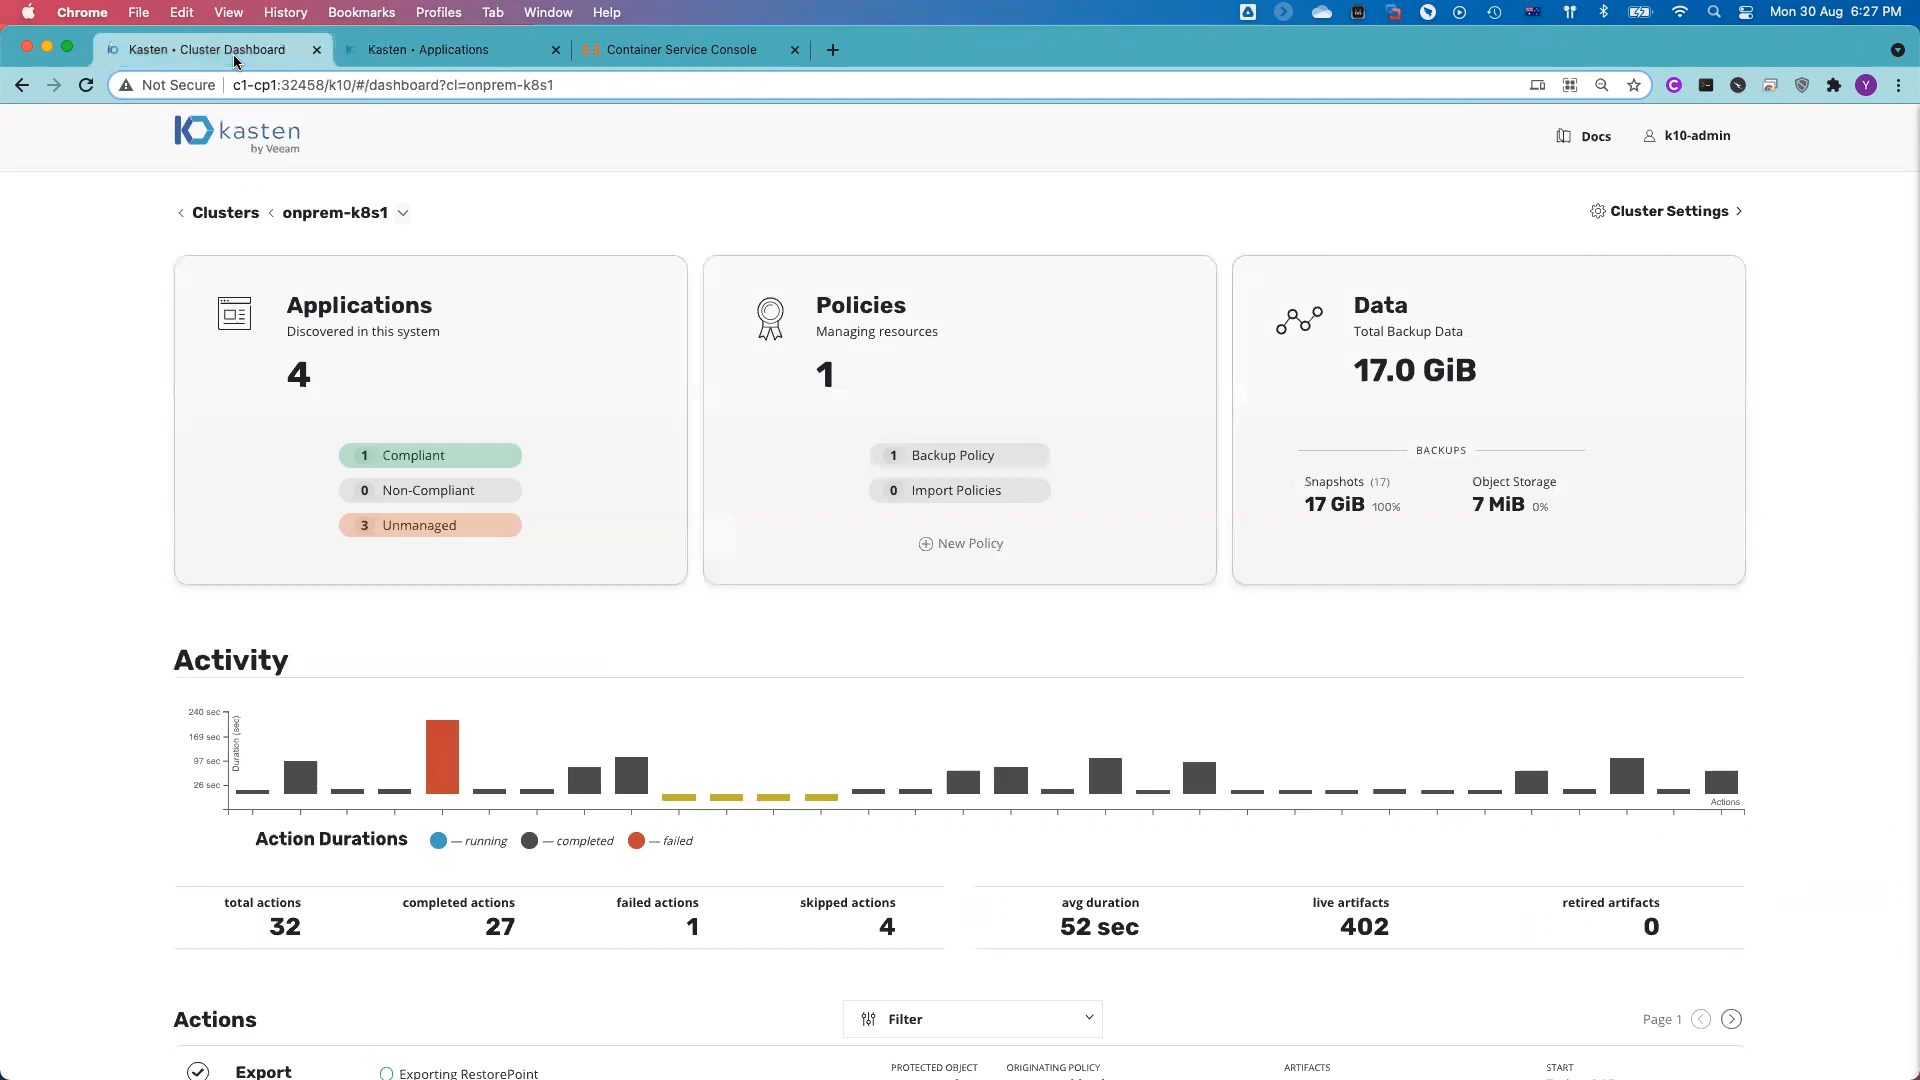 Chrome File Edit View History Bookmarks Profiles Tab Window Help Mon 30 Aug 6:27 PM
Kasten • Cluster Dashboard Kasten • Applications Container Service Console
Not Secure c1-cp1:32458/k10/#/dashboard?cl=onprem-k8s1 Y
kasten
by Veeam
Docs k10-admin
Clusters onprem-k8s1 Cluster Settings
Applications
Discovered in this system
4
1 Compliant
0 Non-Compliant
3 Unmanaged
Policies
Managing resources
1
1 Backup Policy
0 Import Policies
New Policy
Data
Total Backup Data
17.0 GiB
BACKUPS
Snapshots (17) Object Storage
17 GiB 100% 7 MiB 0%
Activity
240 sec
169 sec
97 sec
26 sec
Duration (sec)
Actions
Action Durations — running — completed — failed
total actions completed actions failed actions skipped actions avg duration live artifacts retired artifacts
32 27 1 4 52 sec 402 0
Actions Filter Page 1
Export Exporting RestorePoint PROTECTED OBJECT ORIGINATING POLICY ARTIFACTS START